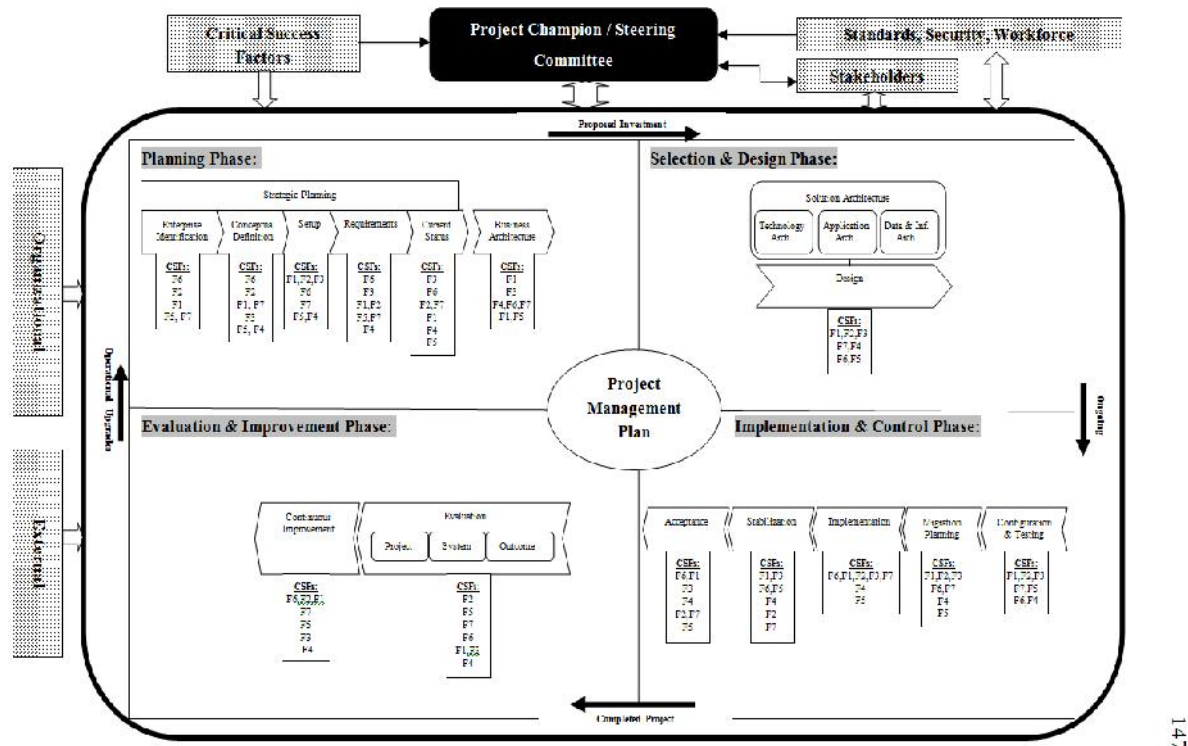 Critical Success
Factors
Project Champion / Steering
Committee
Standards, Security, Workforce
Stakeholders
Proposed Investment
Organizational
External
Operational Upgrades
Planning Phase:
Strategic Planning
Enterprise
Identification
CSFs:
F6
F2
F1
Conceptual
Definition
CSFs:
F6
F2
F1, F7
F3
F5, F4
Setup
CSFs:
F1,F2,F3
F6
F7
F5,F4
Requirements
CSFs:
F6
F3
F1,F2
F5,F7
F4
Current
Status
CSFs:
F3
F6
F2,F7
F1
F4
F5
Business
Architecture
CSFs:
F1
F3
F4,F6,F7
F1,F5
Selection & Design Phase:
Solution Architecture
Technology
Arch.
Application
Arch.
Data & Inf.
Arch.
Design
CSFs:
F1,F2,F3
F7,F4
F6,F5
Project
Management
Plan
Ongoing
Evaluation & Improvement Phase:
Continuous
Improvement
CSFs:
F7
F5
F3
F4
Evaluation
Project
System
Outcome
CSFs:
F2
F5
F7
F6
F1,F3
F4
Implementation & Control Phase:
Acceptance
CSFs:
F6,F1
F3
F4
F2,F7
F5
Stabilization
CSFs:
F1,F3
F6,F5
F4
F2
F7
Implementation
CSFs:
F6,F1,F2,F3,F7
F4
F5
Migration
Planning
CSFs:
F1,F2,F3
F6,F7
F4
F5
Configuration
& Testing
CSFs:
F1,F2,F3
F7,F5
F6,F4
Completed Project
147